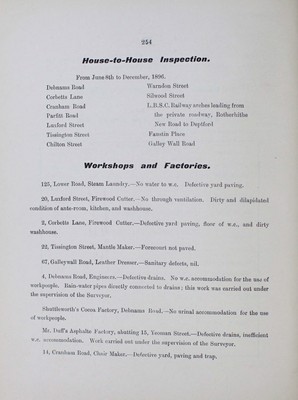 254
House-to-House Inspection.
From June 8th to December, 1896.
Debnams Road
Corbetts Lane
Cranham Road
Parfitt Road
Luxford Street
Tissington Street
Chilton Street
Warndon Street
Silwood Street
L.B.S.C. Railway arches leading from
the private roadway, Rotherhithe
New Road to Deptford
Faustin Place
Galley Wall Road
Workshops and Factories.
125, Lower Road, Steam Laundry.—No water to w.c. Defective yard paving.
20, Luxford Street, Firewood Cutter.—No through ventilation. Dirty and dilapidated
condition of ante-room, kitchen, and washhouse.
2, Corbetts Lane, Firewood Cutter.—Defective yard paving, floor of w.c., and dirty
washhouse.
22, Tissington Street, Mantle Maker.—Forecourt not paved.
67, Galleywall Road, Leather Dresser.—Sanitary defects, nil.
4, Debnams Road, Engineers.—Defective drains. No w.c. accommodation for the use of
workpeople. Rain-water pipes directly connected to drains; this work was carried out under
the supervision of the Surveyor.
Shuttleworth's Cocoa Factory, Debnams Road.—No urinal accommodation for the use
of workpeople.
Mr. Duff's Asphalte Factory, abutting 15, Yeoman Street.—Defective drains, insufficient
w.c. accommodation. Work carried out under the supervision of the Surveyor.
14, Cranham Road, Chair Maker.—Defective yard, paving and trap.